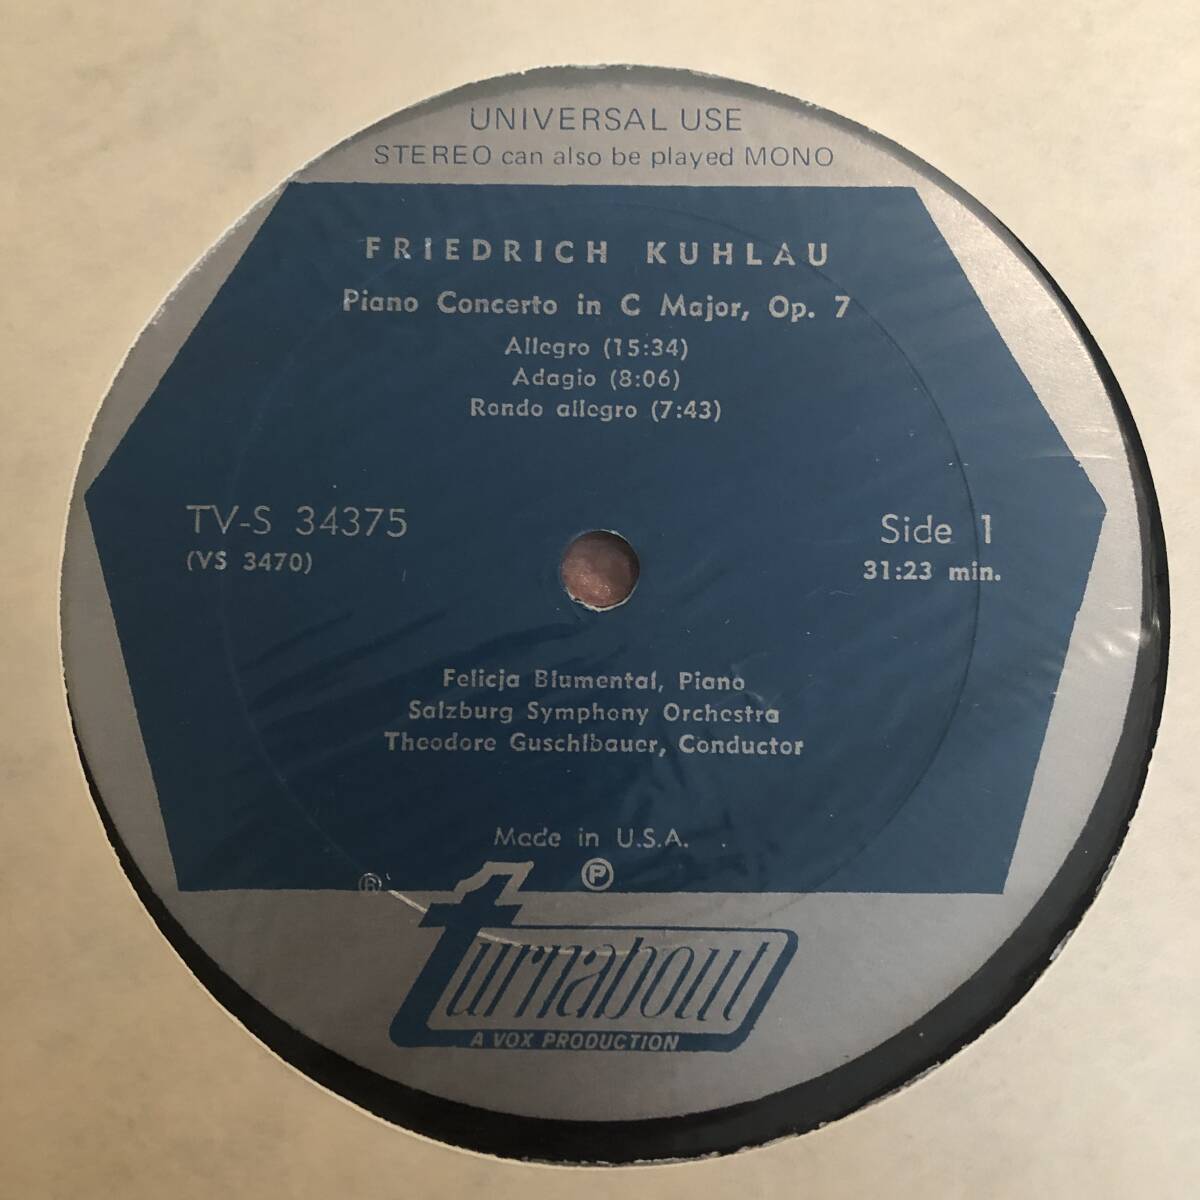 UNIVERSAL USE
STEREO can also be played MONO
FRIEDRICH KUHLAU
Piano Concerto in C Major, Op. 7
Allegro (15:34)
Adagio (8:06)
Rondo allegro (7:43)
TV-S 34375
(VS 3470)
Side 1
31:23 min.
Felicja Blumental, Piano
Salzburg Symphony Orchestra
Theodore Guschlbauer, Conductor
Made in U.S.A.
Ⓟ
®
turnabout
A VOX PRODUCTION